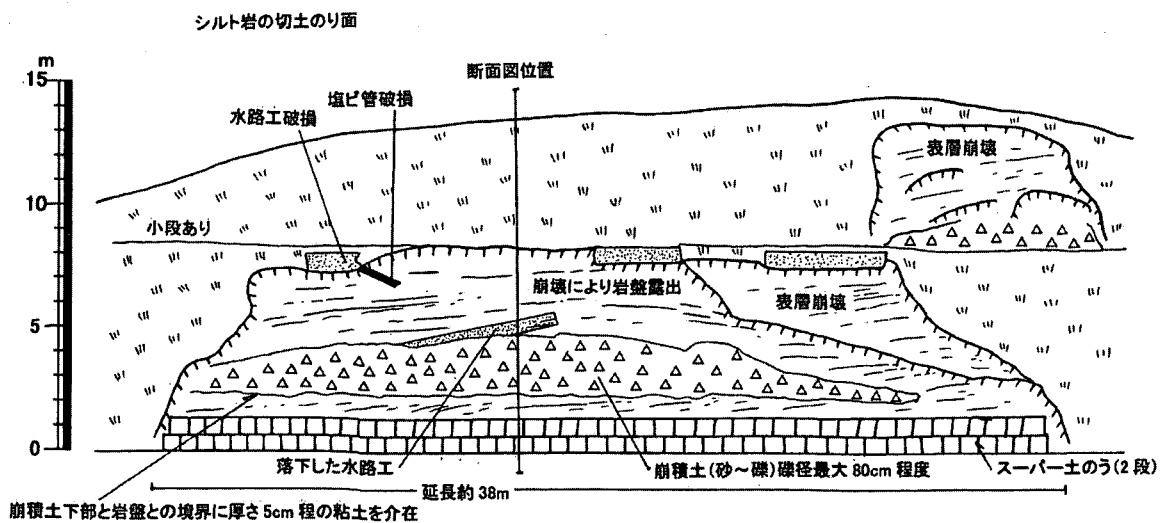 シルト岩の切土のり面
m
15
断面図位置
塩ビ管破損
水路工破損
表層崩壊
10
小段あり
崩壊により岩盤露出
表層崩壊
5
0
落下した水路工
崩積土(砂～礫)礫径最大 80cm 程度
スーパー土のう(2段)
延長約 38m
崩積土下部と岩盤との境界に厚さ 5cm 程の粘土を介在